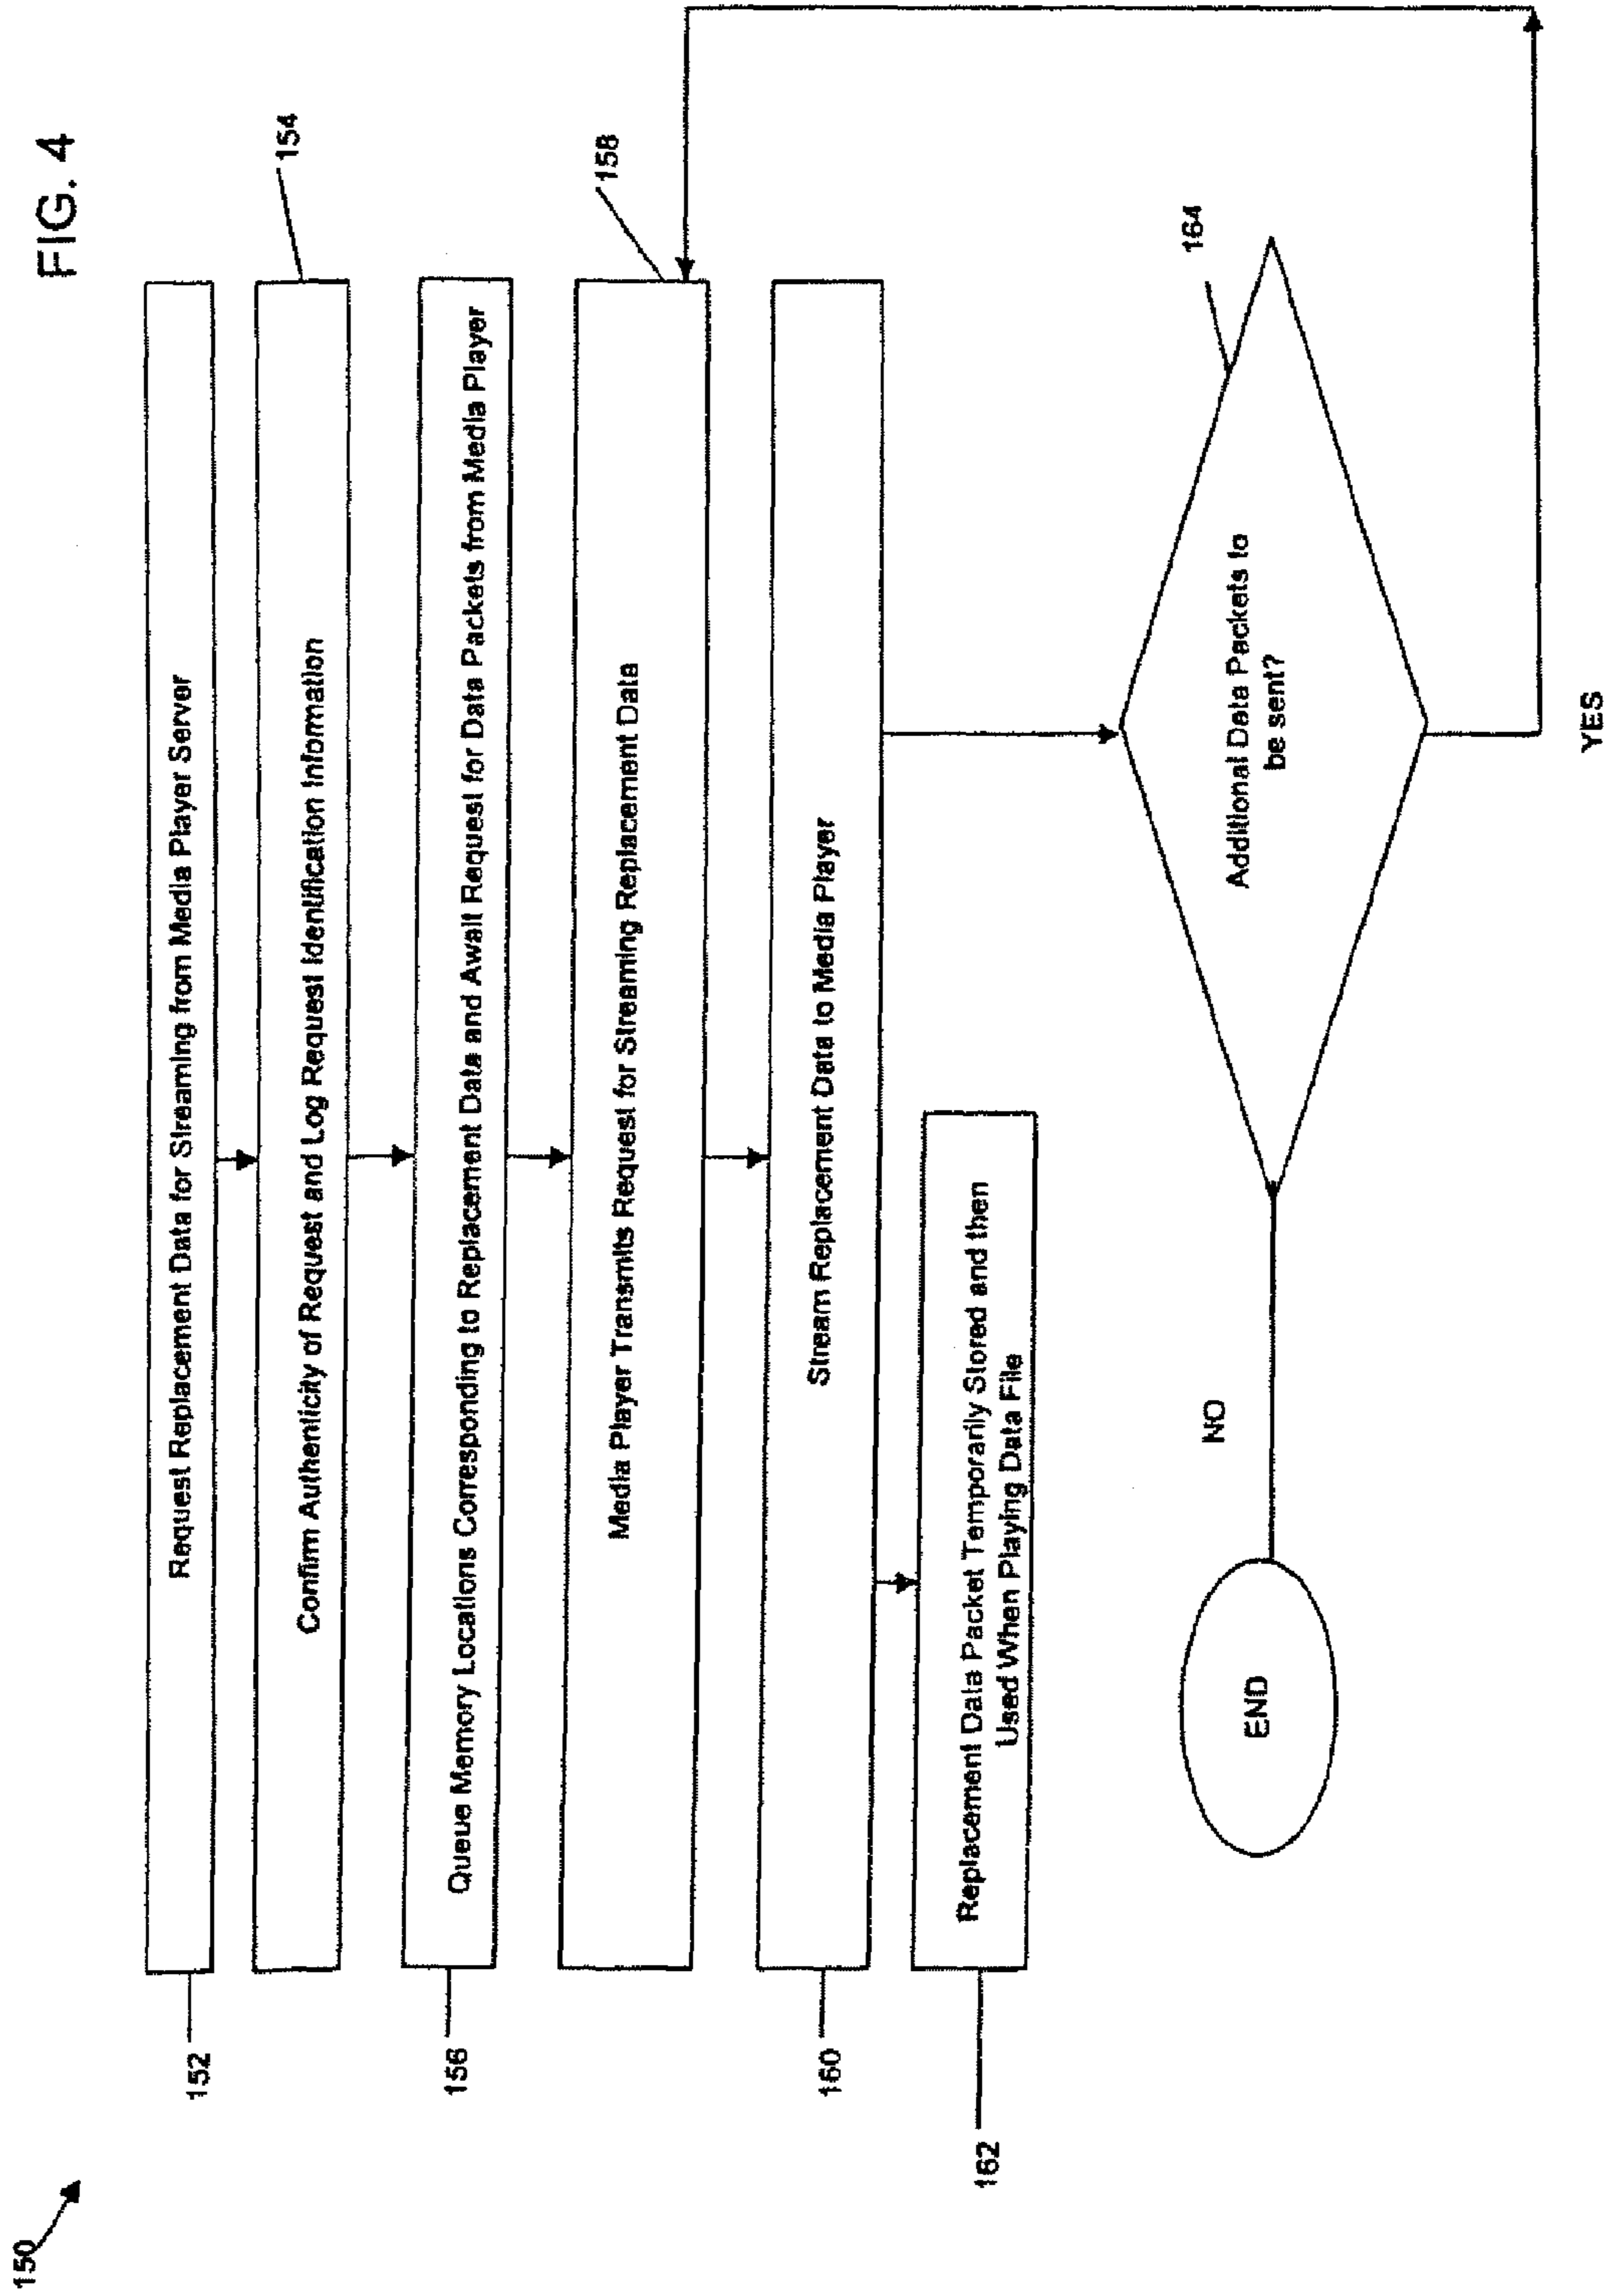 FIG. 4
150
152
Request Replacement Data for Streaming from Media Player Server
154
Confirm Authenticity of Request and Log Request Identification Information
156
Queue Memory Locations Corresponding to Replacement Data and Await Request for Data Packets from Media Player
158
Media Player Transmits Request for Streaming Replacement Data
160
Stream Replacement Data to Media Player
162
Replacement Data Packet Temporarily Stored and then
Used When Playing Data File
164
Additional Data Packets to
be sent?
NO
END
YES